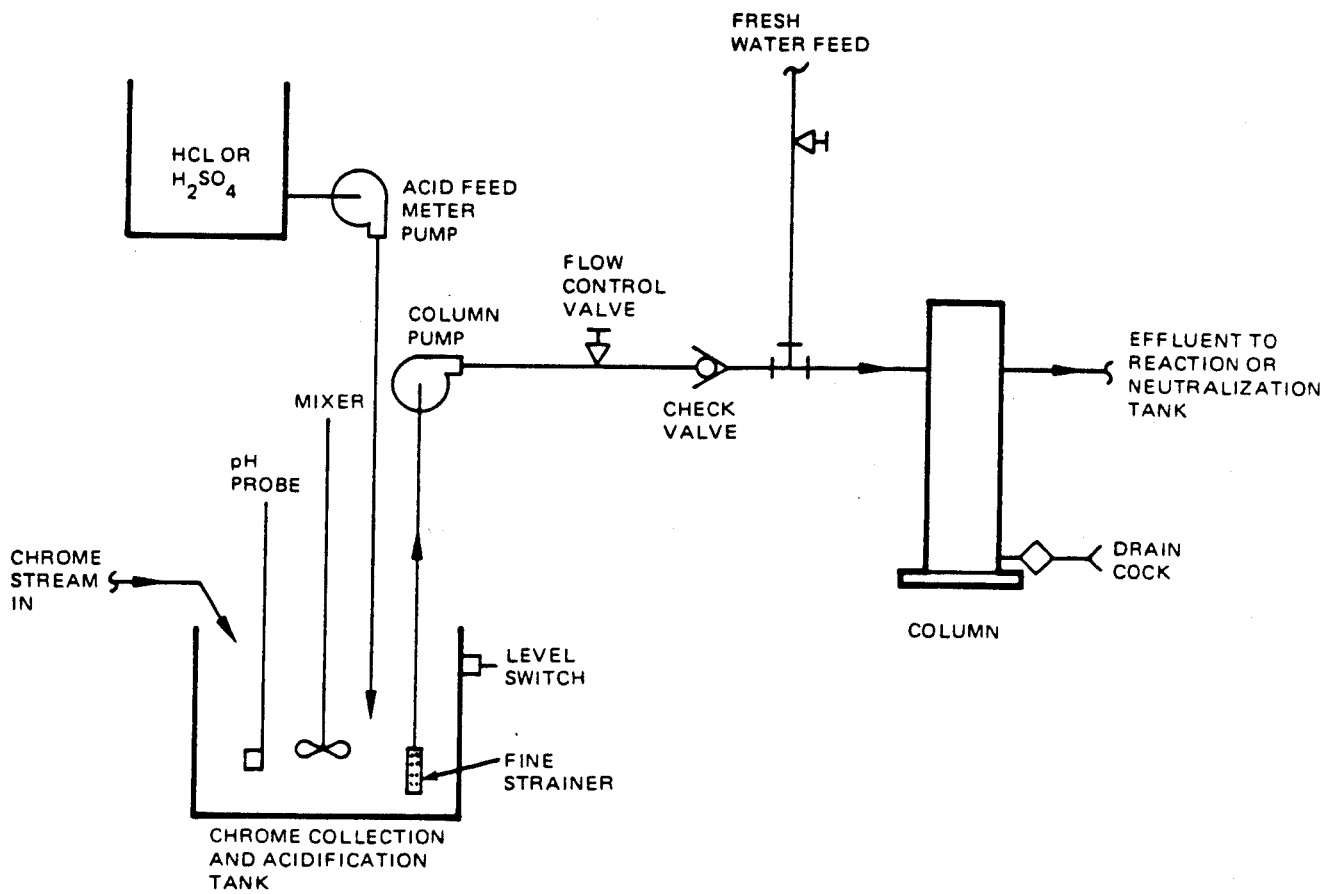 FRESH
WATER FEED
HCL OR
H2SO4
ACID FEED
METER
PUMP
FLOW
CONTROL
VALVE
COLUMN
PUMP
EFFLUENT TO
REACTION OR
NEUTRALIZATION
TANK
MIXER
CHECK
VALVE
pH
PROBE
CHROME
STREAM
IN
DRAIN
COCK
COLUMN
LEVEL
SWITCH
FINE
STRAINER
CHROME COLLECTION
AND ACIDIFICATION
TANK